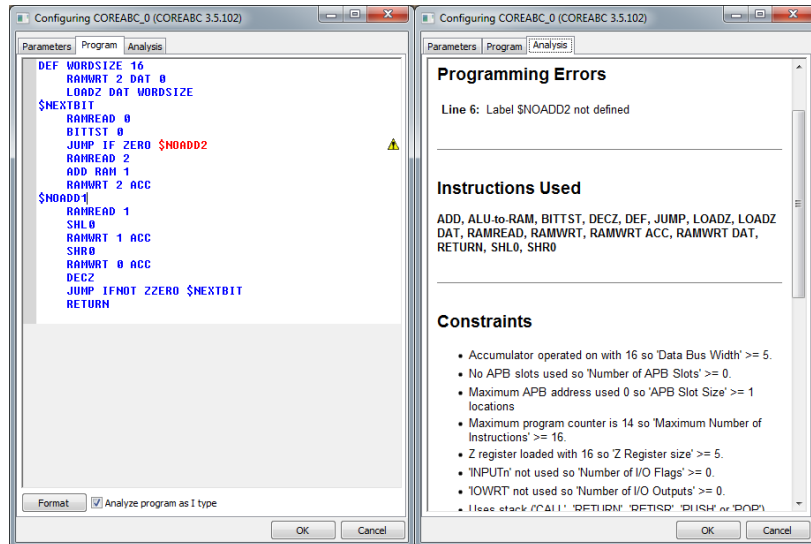 Configuring COREABC_0 (COREABC 3.5.102)
Parameters Program Analysis
DEF WORDSIZE 16
RAMWRT 2 DAT 0
LOADZ DAT WORDSIZE
$NEXTBIT
RAMREAD 0
BITTST 0
JUMP IF ZERO $NOADD2
RAMREAD 2
ADD RAM 1
RAMWRT 2 ACC
$NOADD1
RAMREAD 1
SHL0
RAMWRT 1 ACC
SHR0
RAMWRT 0 ACC
DECZ
JUMP IFNOT ZZERO $NEXTBIT
RETURN
Format Analyze program as I type
OK Cancel
Configuring COREABC_0 (COREABC 3.5.102)
Parameters Program Analysis
Programming Errors
Line 6: Label $NOADD2 not defined
Instructions Used
ADD, ALU-to-RAM, BITTST, DECZ, DEF, JUMP, LOADZ, LOADZ
DAT, RAMREAD, RAMWRT, RAMWRT ACC, RAMWRT DAT,
RETURN, SHL0, SHR0
Constraints
• Accumulator operated on with 16 so 'Data Bus Width' >= 5.
• No APB slots used so 'Number of APB Slots' >= 0.
• Maximum APB address used 0 so 'APB Slot Size' >= 1
locations
• Maximum program counter is 14 so 'Maximum Number of
Instructions' >= 16.
• Z register loaded with 16 so 'Z Register size' >= 5.
• 'INPUTn' not used so 'Number of I/O Flags' >= 0.
• 'IOWRT' not used so 'Number of I/O Outputs' >= 0.
• Uses stack ('CALL', 'RETURN', 'RETISR', 'PUSH' or 'POP')
OK Cancel